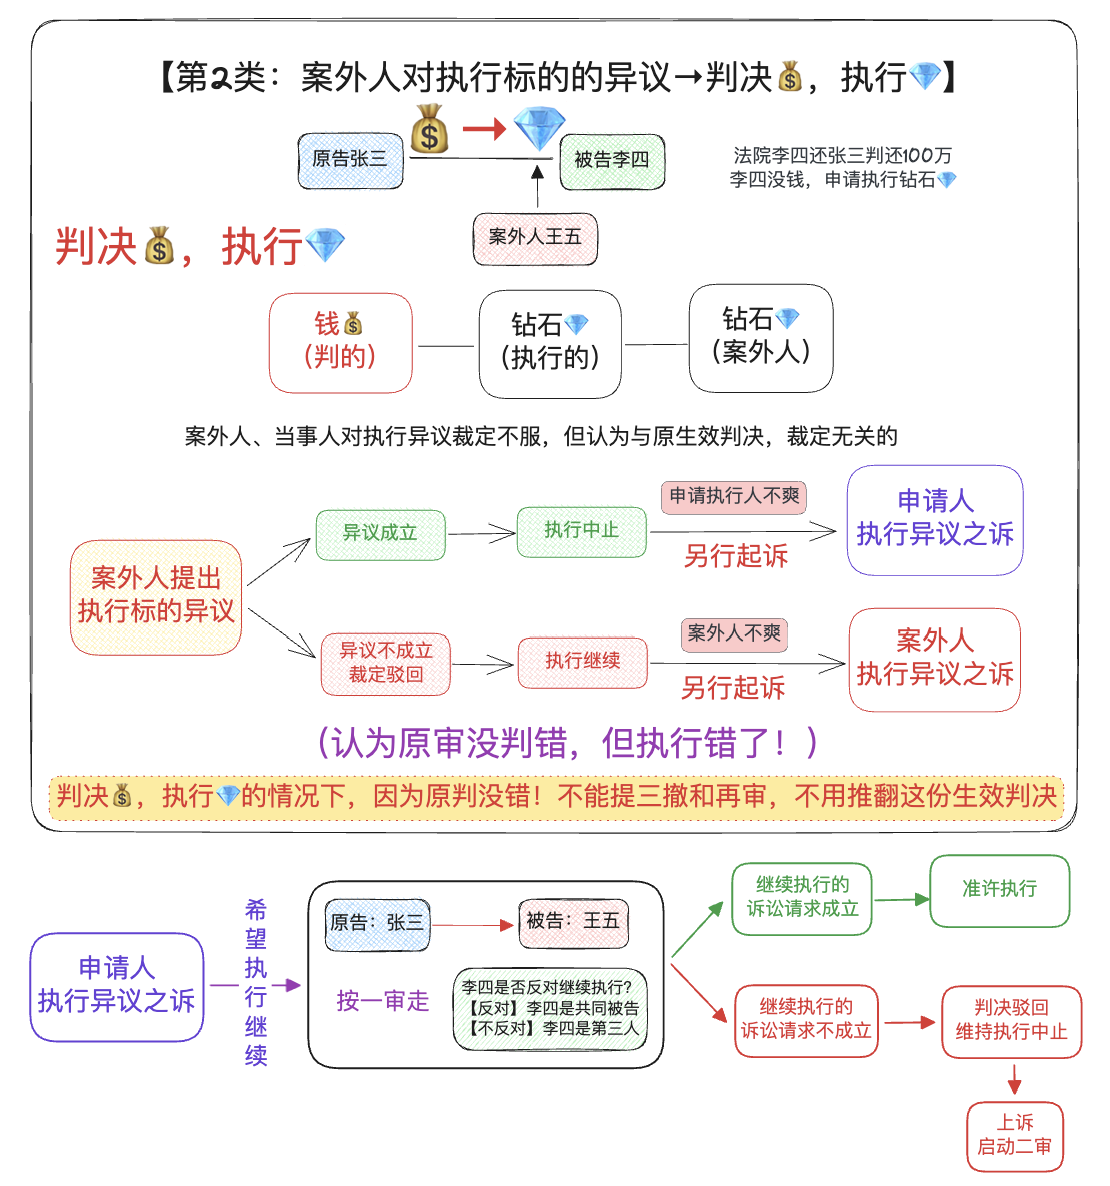 【第2类：案外人对执行标的的异议→判决💰，执行💎】
原告张三
被告李四
法院李四还张三判还100万
李四没钱，申请执行钻石💎
案外人王五
判决💰，执行💎
钱💰
（判的）
钻石💎
（执行的）
钻石💎
（案外人）
案外人、当事人对执行异议裁定不服，但认为与原生效判决，裁定无关的
案外人提出
执行标的异议
异议成立
执行中止
申请执行人不爽
另行起诉
申请人
执行异议之诉
异议不成立
裁定驳回
执行继续
案外人不爽
另行起诉
案外人
执行异议之诉
（认为原审没判错，但执行错了！）
判决💰，执行💎的情况下，因为原判没错！不能提三撤和再审，不用推翻这份生效判决
申请人
执行异议之诉
希
望
执
行
继
续
原告：张三
被告：王五
按一审走
李四是否反对继续执行?
【反对】李四是共同被告
【不反对】李四是第三人
继续执行的
诉讼请求成立
准许执行
继续执行的
诉讼请求不成立
判决驳回
维持执行中止
上诉
启动二审